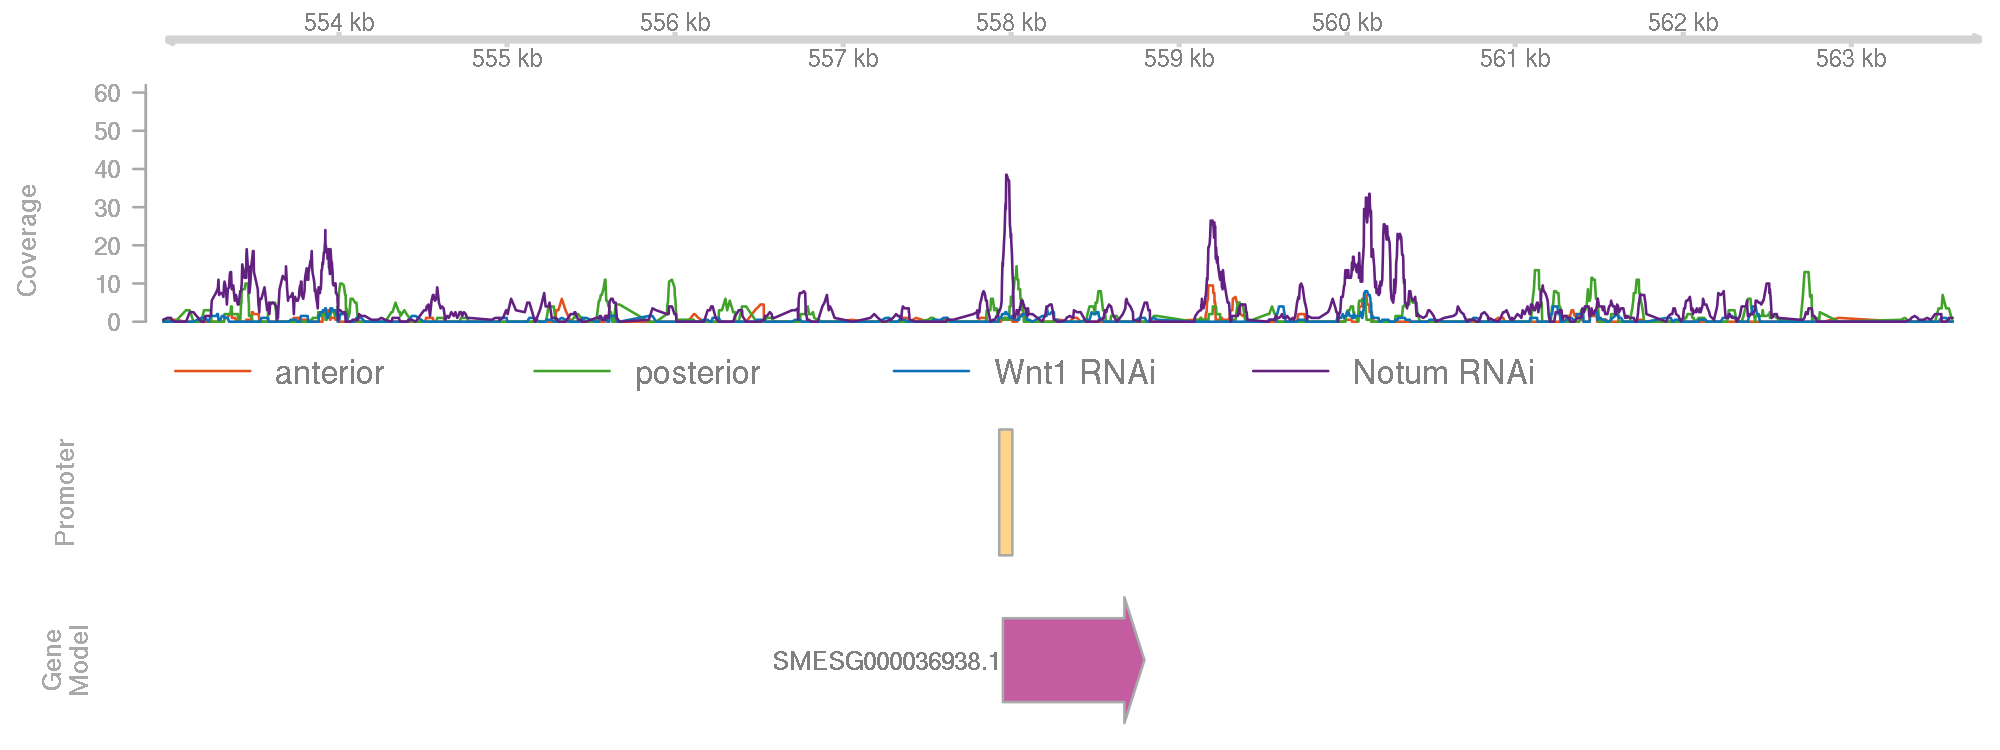 554 kb 556 kb 558 kb 560 kb 562 kb
555 kb 557 kb 559 kb 561 kb 563 kb
Coverage
60
50
40
30
20
10
0
anterior posterior Wnt1 RNAi Notum RNAi
Promoter
Gene
Model
SMESG000036938.1